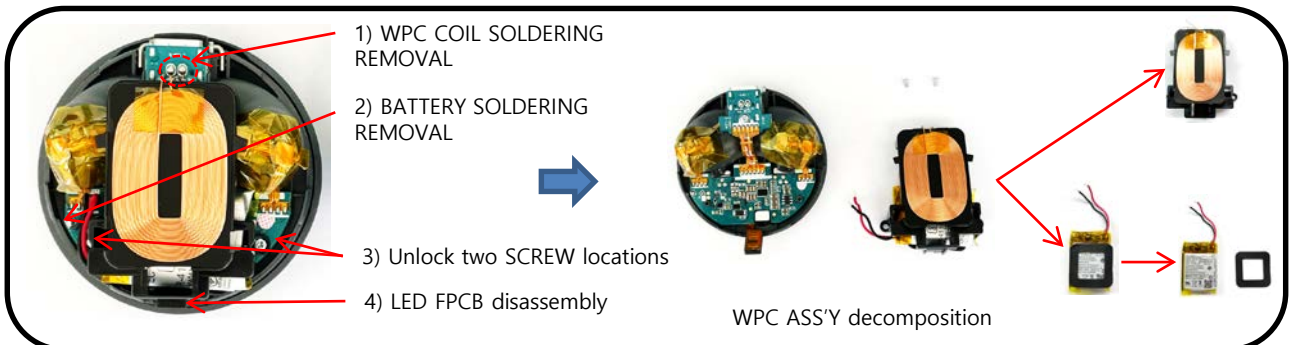 1) WPC COIL SOLDERING
REMOVAL
2) BATTERY SOLDERING
REMOVAL
3) Unlock two SCREW locations
4) LED FPCB disassembly
WPC ASS'Y decomposition